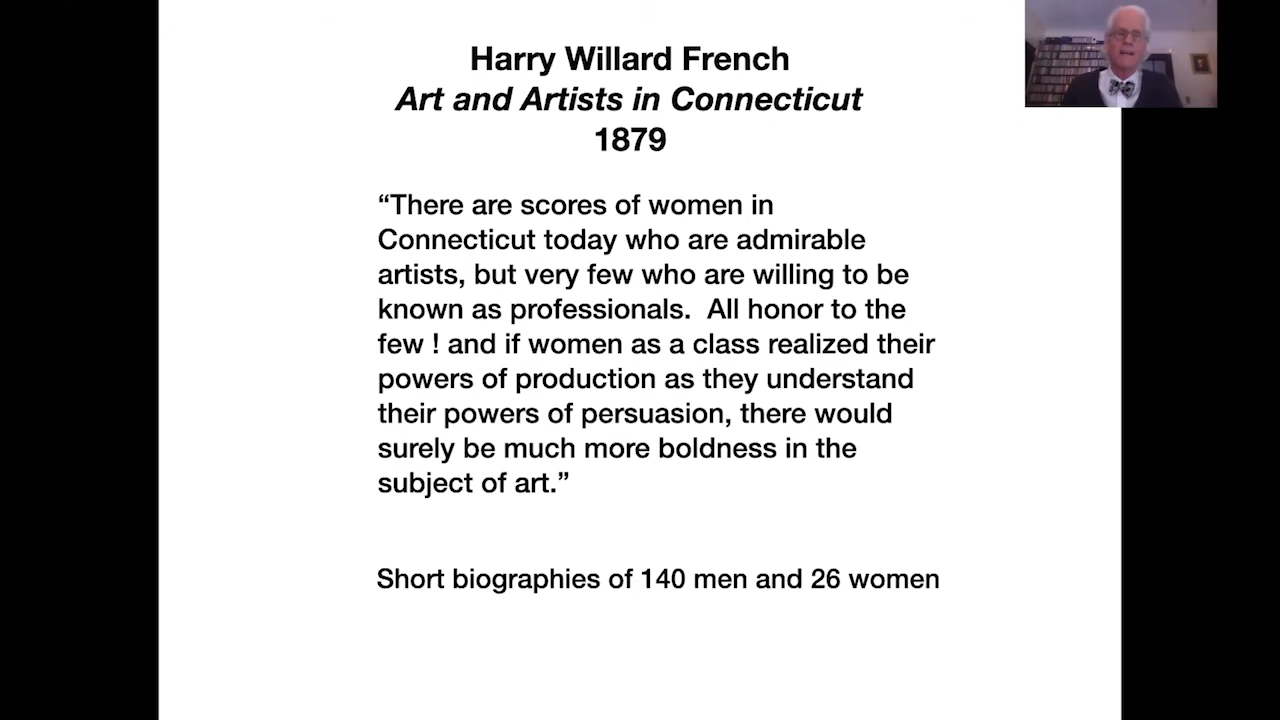 Harry Willard French
Art and Artists in Connecticut
1879
“There are scores of women in
Connecticut today who are admirable
artists, but very few who are willing to be
known as professionals.  All honor to the
few ! and if women as a class realized their
powers of production as they understand
their powers of persuasion, there would
surely be much more boldness in the
subject of art.”
Short biographies of 140 men and 26 women